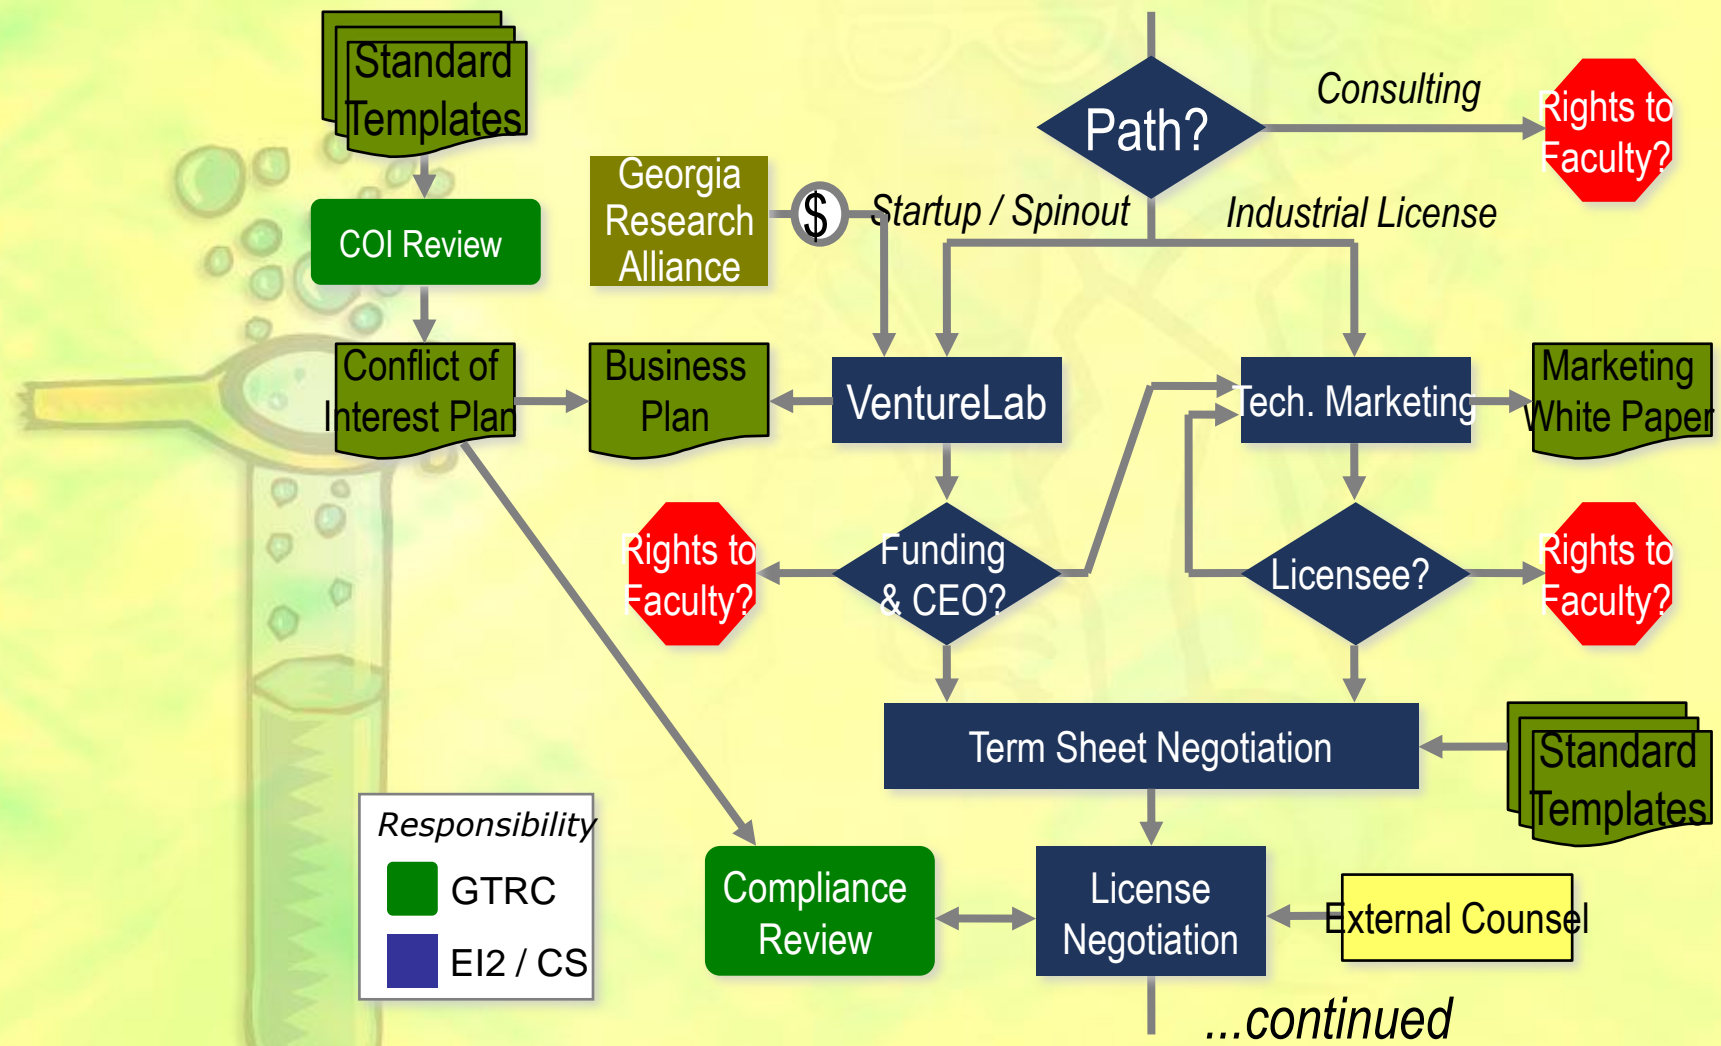 Standard
Templates
Path?
Consulting
Rights to
Faculty?
Georgia
Research
Alliance
$
Startup / Spinout
Industrial License
COI Review
Conflict of
Interest Plan
Business
Plan
VentureLab
Tech. Marketing
Marketing
White Paper
Rights to
Faculty?
Funding
& CEO?
Licensee?
Rights to
Faculty?
Term Sheet Negotiation
Standard
Templates
Responsibility
GTRC
EI2 / CS
Compliance
Review
License
Negotiation
External Counsel
...continued